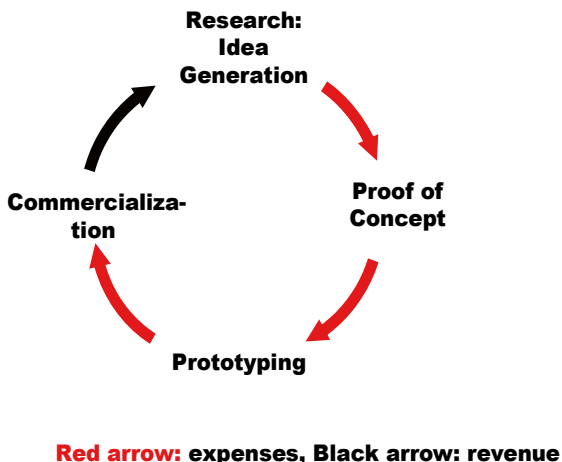 Research:
Idea
Generation
Proof of
Concept
Commercializa-
tion
Prototyping
Red arrow: expenses, Black arrow: revenue